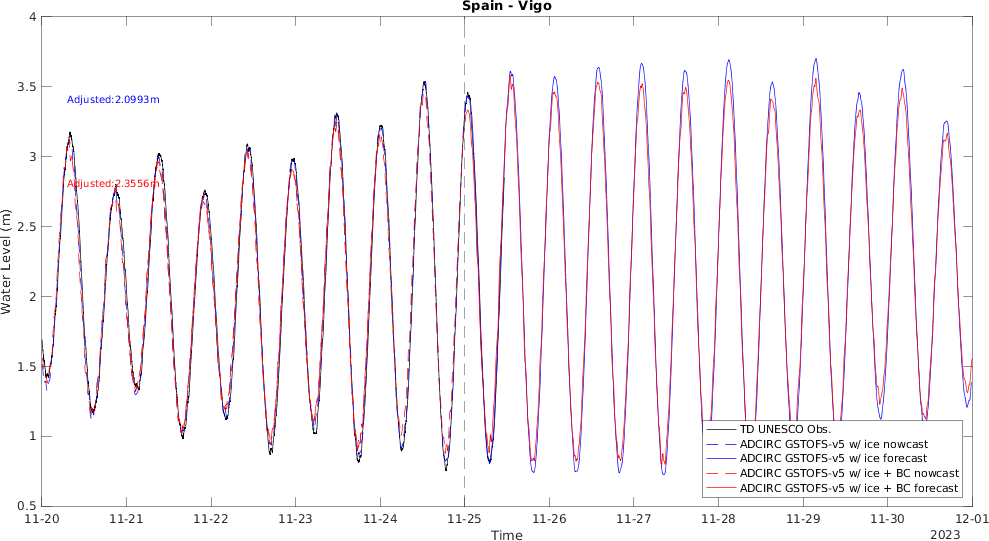 Spain - Vigo
4
3.5
3
2.5
2
1.5
1
0.5
Water Level (m)
Adjusted:2.0993m
Adjusted:2.3556m
TD UNESCO Obs.
ADCIRC GSTOFS-v5 w/ ice nowcast
ADCIRC GSTOFS-v5 w/ ice forecast
ADCIRC GSTOFS-v5 w/ ice + BC nowcast
ADCIRC GSTOFS-v5 w/ ice + BC forecast
11-20 11-21 11-22 11-23 11-24 11-25 11-26 11-27 11-28 11-29 11-30 12-01
Time
2023